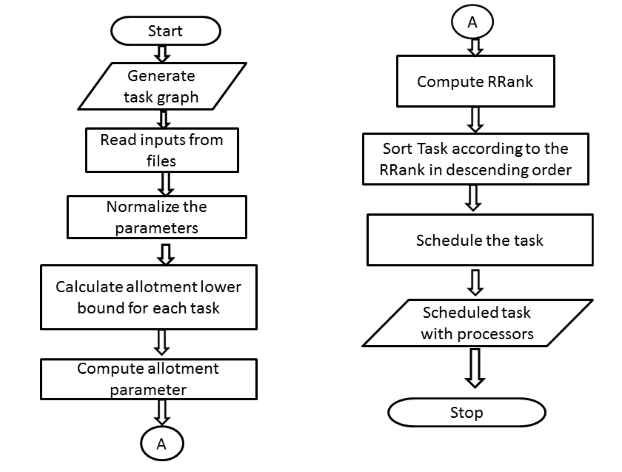 Start
Generate
task graph
Read inputs from
files
Normalize the
parameters
Calculate allotment lower
bound for each task
Compute allotment
parameter
A
A
Compute RRank
Sort Task according to the
RRank in descending order
Schedule the task
Scheduled task
with processors
Stop